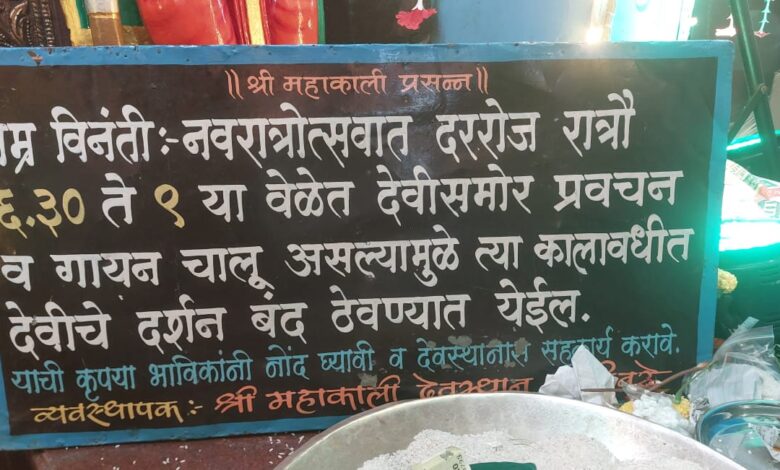 ॥ श्री महाकाली प्रसन्न ॥
विनंती:-नवरात्रोत्सवात दररोज रात्रौ
६.३० ते ९ या वेळेत देवीसमोर प्रवचन
व गायन चालू असल्यामुळे त्या कालावधीत
देवीचे दर्शन बंद ठेवण्यात येईल.
याची कृपया भाविकांनी नोंद घ्यावी व देवस्थानास सहकार्य करावे.
व्यवस्थापक:- श्री महाकाली देवस्थान